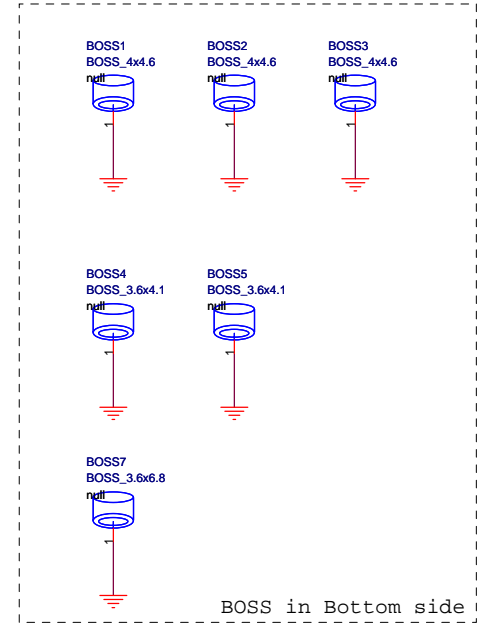 BOSS1
BOSS_4x4.6
null
1
BOSS2
BOSS_4x4.6
null
1
BOSS3
BOSS_4x4.6
null
1
BOSS4
BOSS_3.6x4.1
null
1
BOSS5
BOSS_3.6x4.1
null
1
BOSS7
BOSS_3.6x6.8
null
1
BOSS in Bottom side